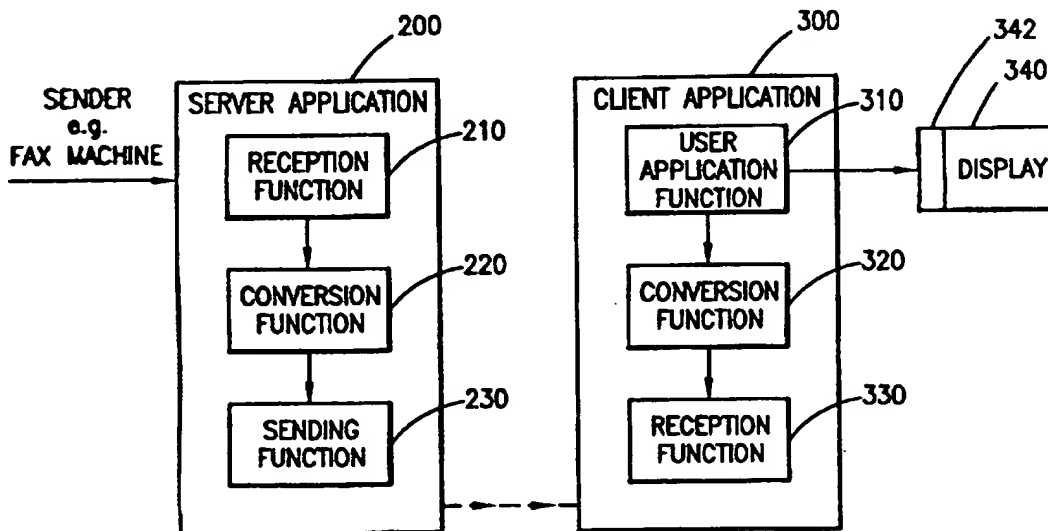 200
SERVER APPLICATION
SENDER
e.g.
FAX MACHINE
210
RECEPTION
FUNCTION
220
CONVERSION
FUNCTION
230
SENDING
FUNCTION
300
CLIENT APPLICATION
310
USER
APPLICATION
FUNCTION
320
CONVERSION
FUNCTION
330
RECEPTION
FUNCTION
342
340
DISPLAY